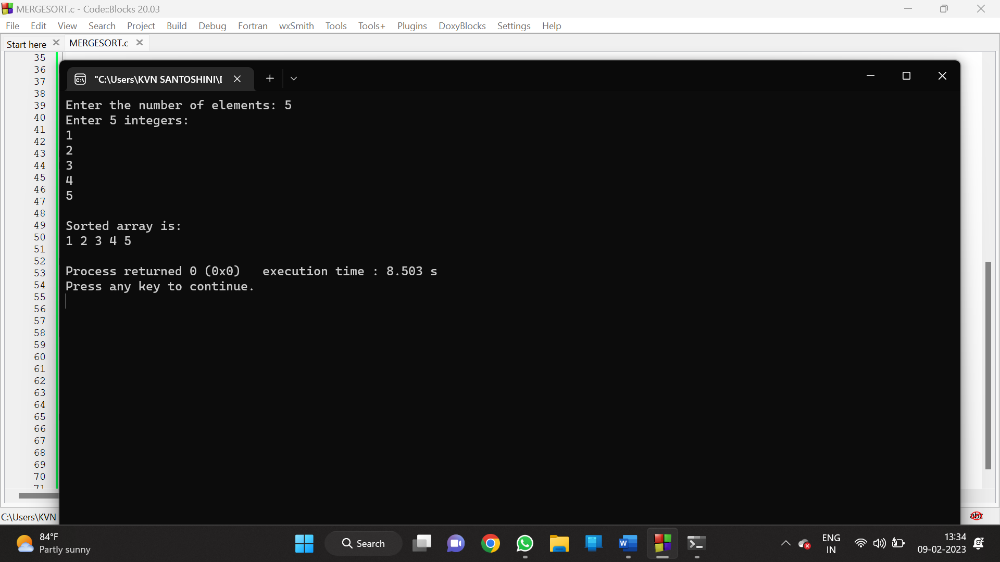 MERGESORT.c - Code::Blocks 20.03
File Edit View Search Project Build Debug Fortran wxSmith Tools Tools+ Plugins DoxyBlocks Settings Help
Start here MERGESORT.c
35
36
37
38
39
40
41
42
43
44
45
46
47
48
49
50
51
52
53
54
55
56
57
58
59
60
61
62
63
64
65
66
67
68
69
70
71
"C:\Users\KVN SANTOSHINI\
Enter the number of elements: 5
Enter 5 integers:
1
2
3
4
5
Sorted array is:
1 2 3 4 5
Process returned 0 (0x0)   execution time : 8.503 s
Press any key to continue.
C:\Users\KVN
abc
84°F
Partly sunny
Search
ENG
IN
13:34
09-02-2023